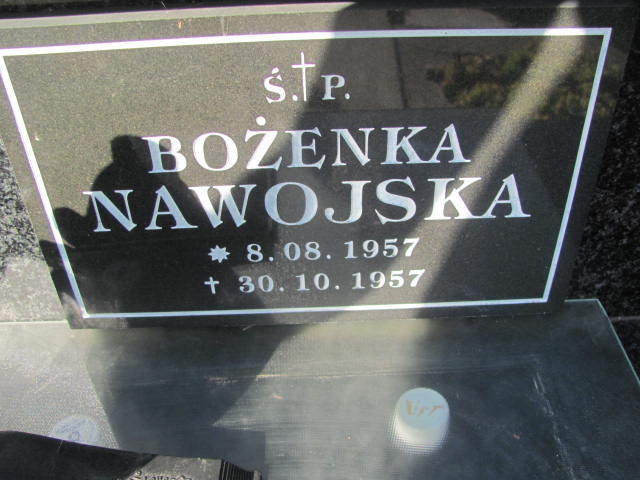 Ś.†P.
BOŻENKA
NAWOJSKA
* 8.08.1957
† 30.10.1957